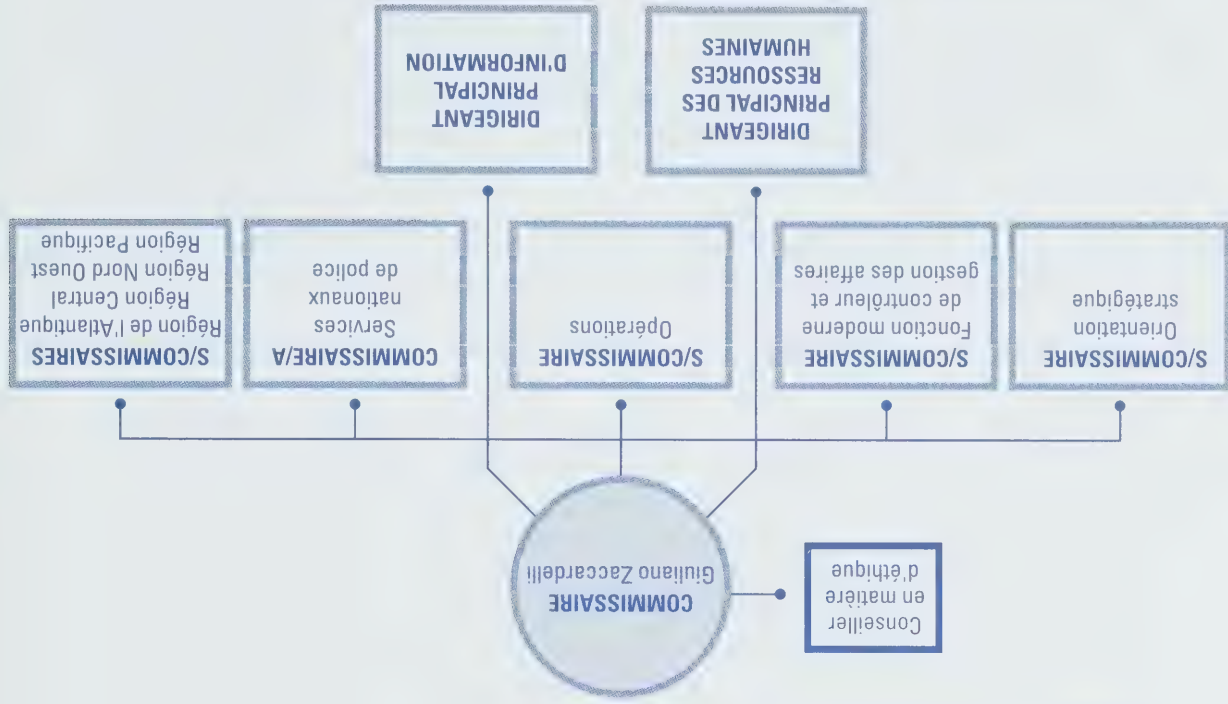 Conseiller
en matière
d'éthique
COMMISSAIRE
Giuliano Zaccardelli
S/COMMISSAIRE
Orientation
stratégique
S/COMMISSAIRE
Fonction moderne
de contrôleur et
gestion des affaires
S/COMMISSAIRE
Opérations
COMMISSAIRE/A
Services
nationaux
de police
S/COMMISSAIRES
Région de l'Atlantique
Région Central
Région Nord Ouest
Région Pacifique
DIRIGEANT
PRINCIPAL DES
RESSOURCES
HUMAINES
DIRIGEANT
PRINCIPAL
D'INFORMATION